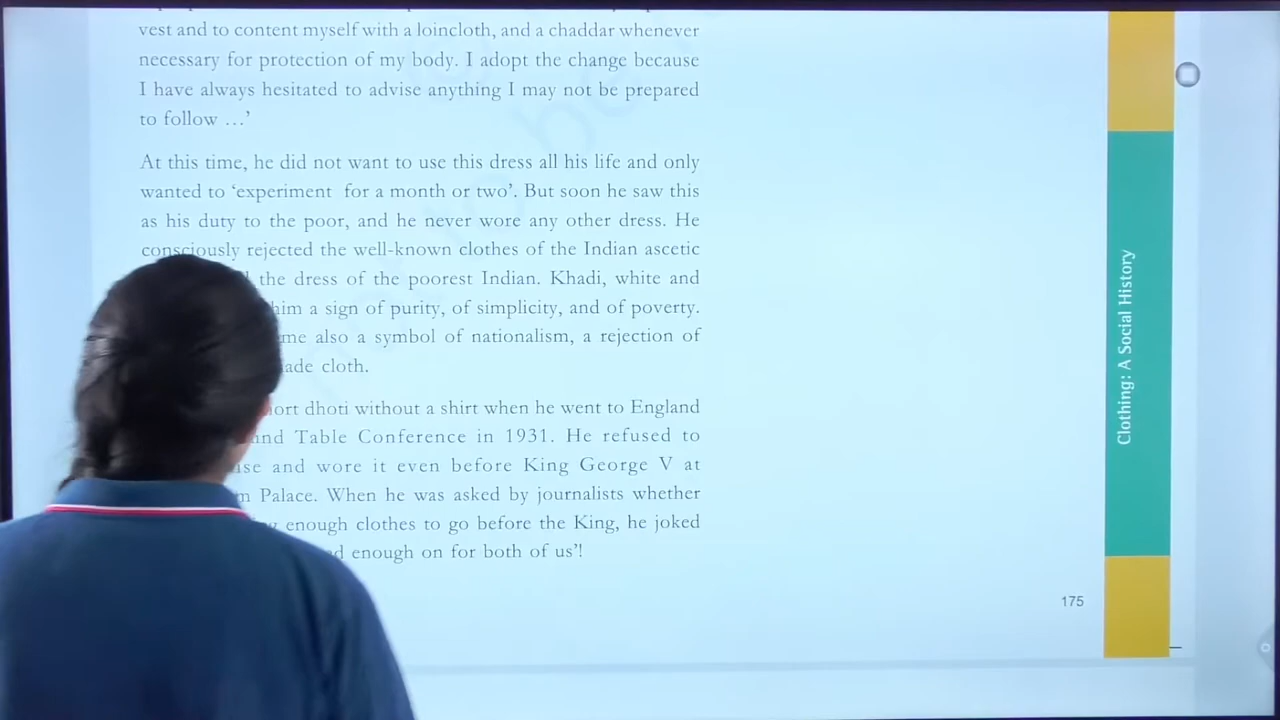 vest and to content myself with a loincloth, and a chaddar whenever
necessary for protection of my body. I adopt the change because
I have always hesitated to advise anything I may not be prepared
to follow …’
At this time, he did not want to use this dress all his life and only
wanted to ‘experiment for a month or two’. But soon he saw this
as his duty to the poor, and he never wore any other dress. He
consciously rejected the well-known clothes of the Indian ascetic
the dress of the poorest Indian. Khadi, white and
him a sign of purity, of simplicity, and of poverty.
also a symbol of nationalism, a rejection of
cloth.
dhoti without a shirt when he went to England
Table Conference in 1931. He refused to
and wore it even before King George V at
Palace. When he was asked by journalists whether
enough clothes to go before the King, he joked
enough on for both of us’!
175
Clothing: A Social History